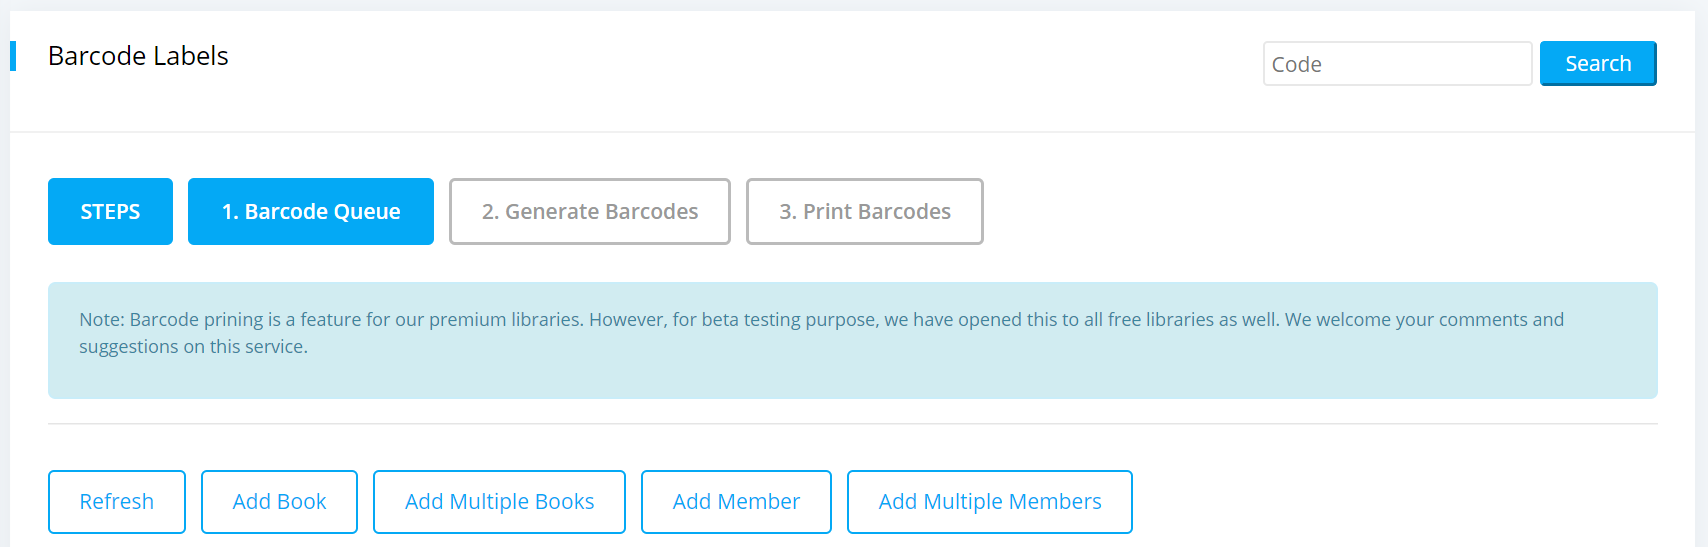 Barcode Labels
Code
Search
STEPS
1. Barcode Queue
2. Generate Barcodes
3. Print Barcodes
Note: Barcode prining is a feature for our premium libraries. However, for beta testing purpose, we have opened this to all free libraries as well. We welcome your comments and
suggestions on this service.
Refresh
Add Book
Add Multiple Books
Add Member
Add Multiple Members